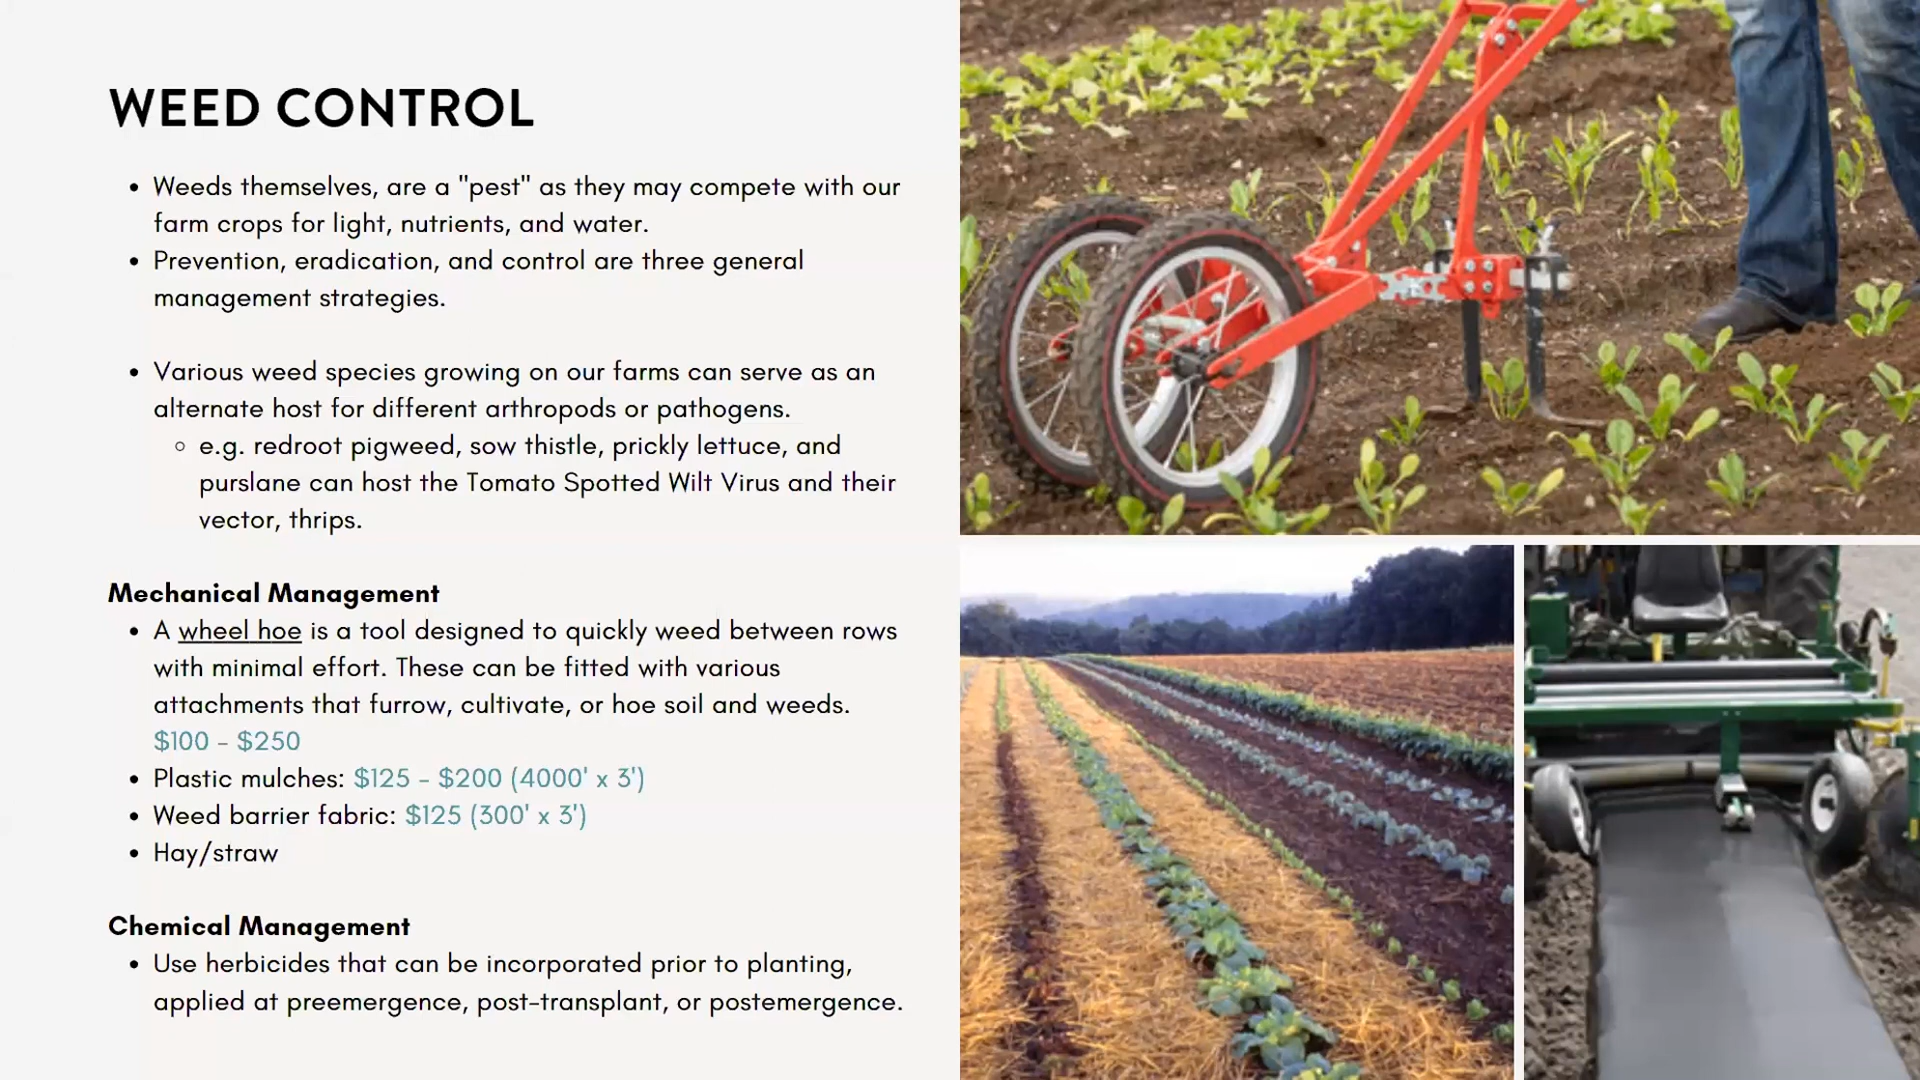 WEED CONTROL
• Weeds themselves, are a "pest" as they may compete with our
farm crops for light, nutrients, and water.
• Prevention, eradication, and control are three general
management strategies.
• Various weed species growing on our farms can serve as an
alternate host for different arthropods or pathogens.
◦ e.g. redroot pigweed, sow thistle, prickly lettuce, and
purslane can host the Tomato Spotted Wilt Virus and their
vector, thrips.
Mechanical Management
• A wheel hoe is a tool designed to quickly weed between rows
with minimal effort. These can be fitted with various
attachments that furrow, cultivate, or hoe soil and weeds.
$100 - $250
• Plastic mulches: $125 - $200 (4000' x 3')
• Weed barrier fabric: $125 (300' x 3')
• Hay/straw
Chemical Management
• Use herbicides that can be incorporated prior to planting,
applied at preemergence, post-transplant, or postemergence.